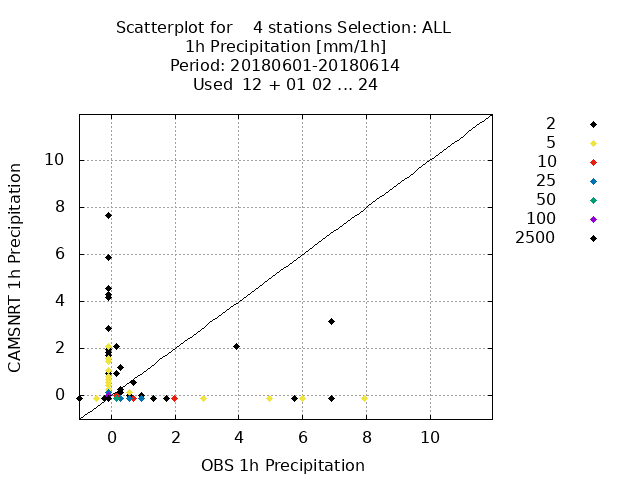 Scatterplot for    4 stations Selection: ALL
1h Precipitation [mm/1h]
Period: 20180601-20180614
Used  12 + 01 02 ... 24
2
5
10
25
50
100
2500
CAMSNRT 1h Precipitation
10
8
6
4
2
0
0 2 4 6 8 10
OBS 1h Precipitation